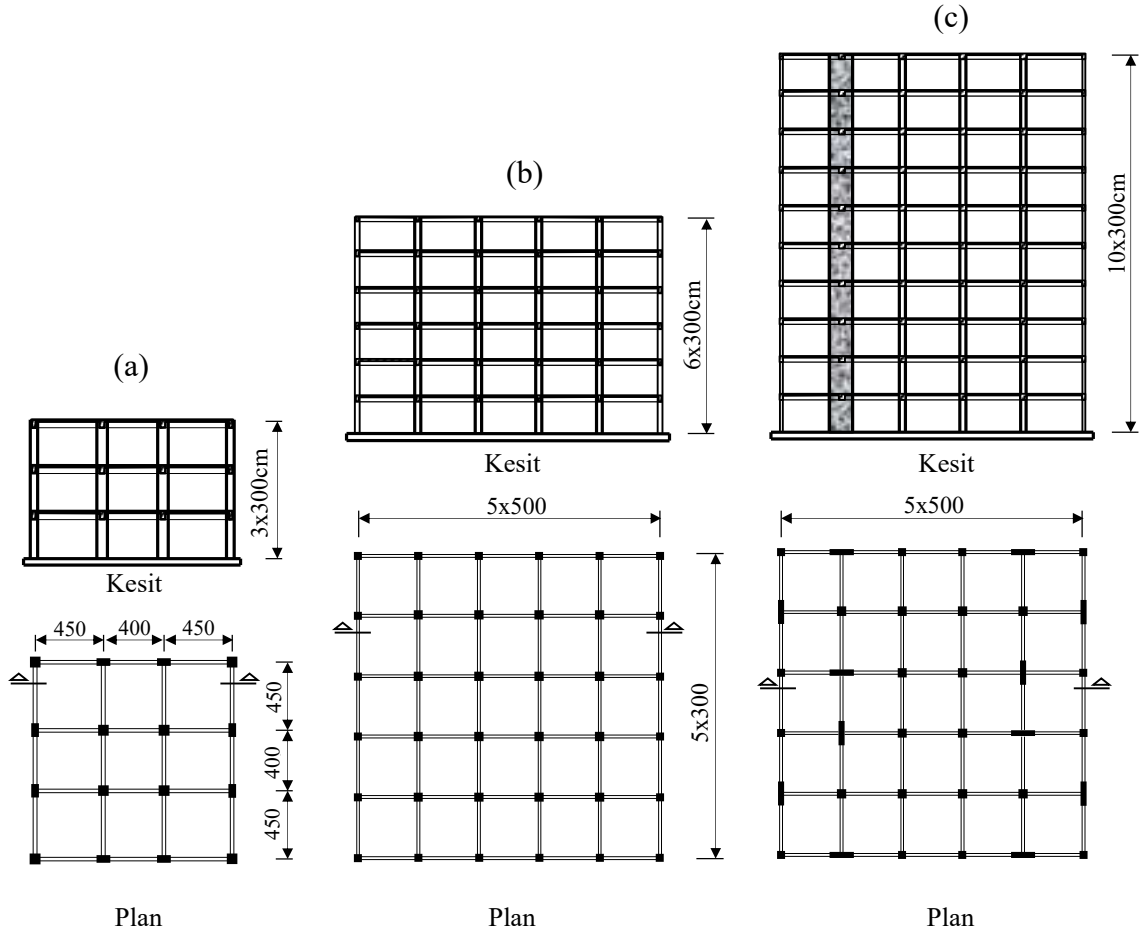 (a)
3x300cm
Kesit
450
400
450
450
400
450
Plan
(b)
6x300cm
Kesit
5x500
5x300
Plan
(c)
10x300cm
Kesit
5x500
Plan